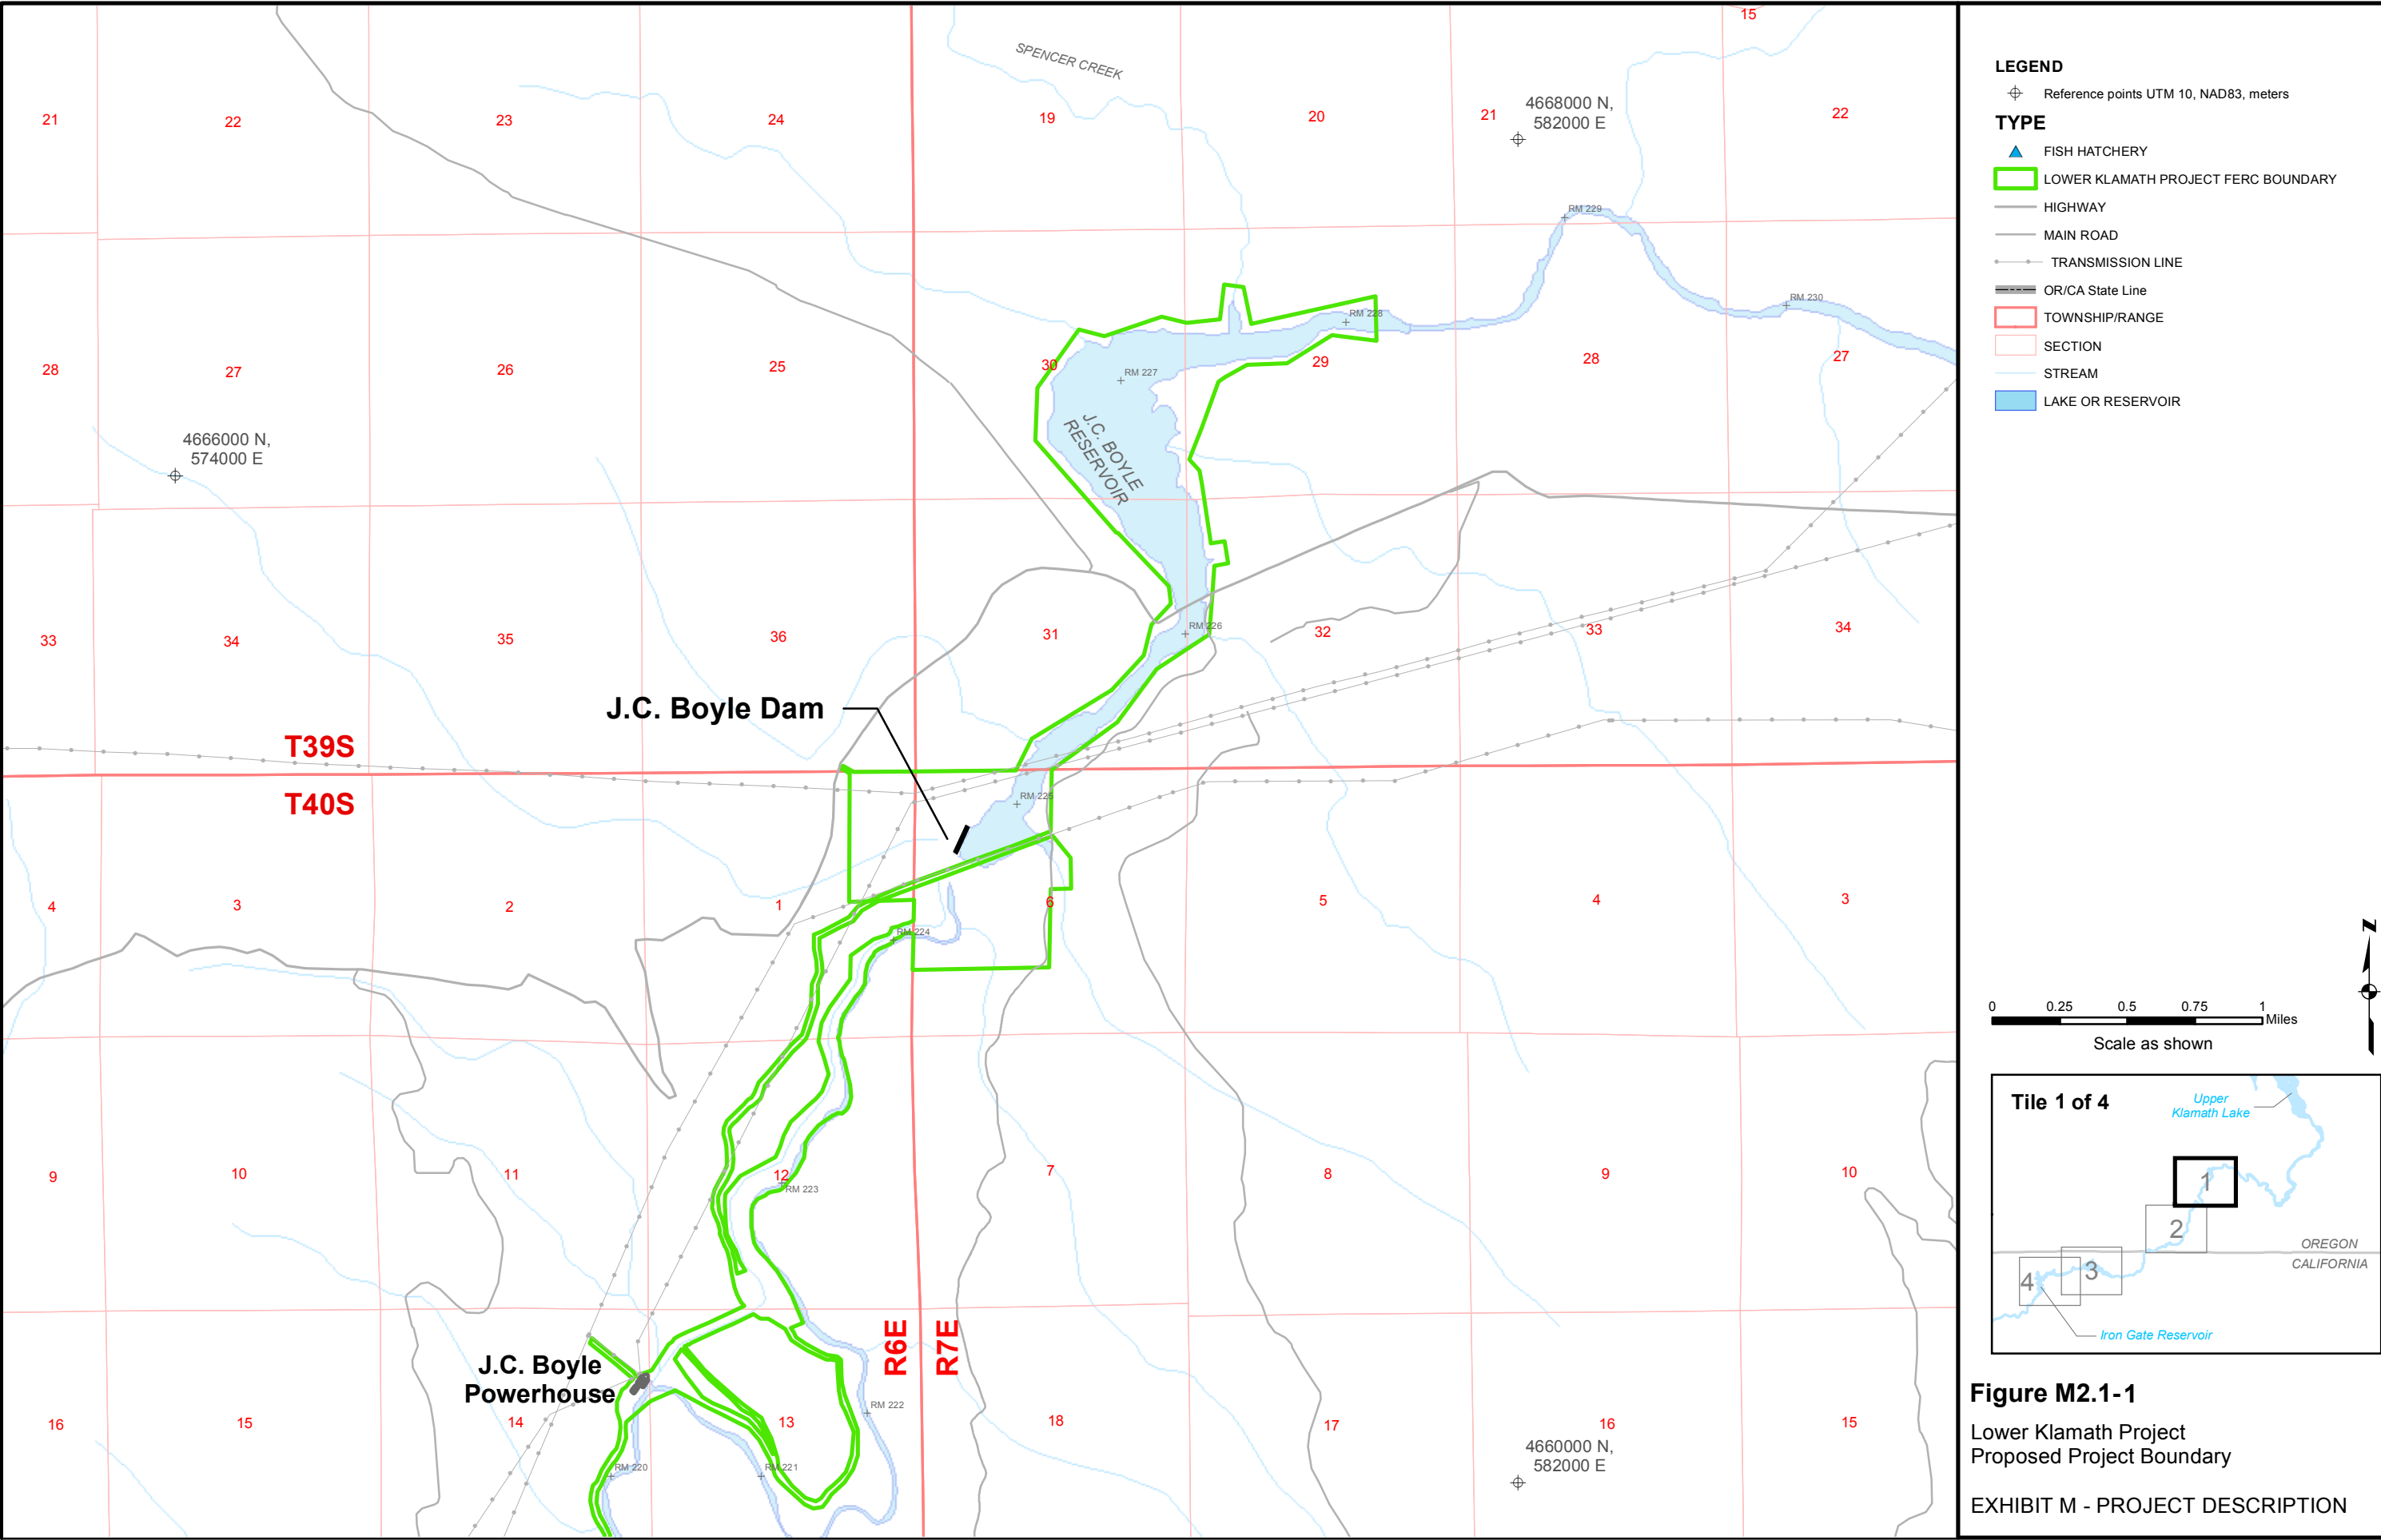 15
SPENCER CREEK
21
22
23
24
19
20
21
4668000 N,
582000 E
22
RM 229
RM 230
RM 228
28
27
26
25
30
RM 227
29
28
27
J.C. BOYLE
RESERVOIR
4666000 N,
574000 E
33
34
35
36
31
RM 226
32
33
34
J.C. Boyle Dam
T39S
T40S
RM 225
4
3
2
1
6
5
4
3
RM 224
9
10
11
12
RM 223
7
8
9
10
R6E
R7E
J.C. Boyle
Powerhouse
16
15
14
13
RM 222
18
17
16
15
4660000 N,
582000 E
RM 220
RM 221
LEGEND
Reference points UTM 10, NAD83, meters
TYPE
FISH HATCHERY
LOWER KLAMATH PROJECT FERC BOUNDARY
HIGHWAY
MAIN ROAD
TRANSMISSION LINE
OR/CA State Line
TOWNSHIP/RANGE
SECTION
STREAM
LAKE OR RESERVOIR
N
0 0.25 0.5 0.75 1
Miles
Scale as shown
Tile 1 of 4
Upper
Klamath Lake
1
2
OREGON
CALIFORNIA
3
4
Iron Gate Reservoir
Figure M2.1-1
Lower Klamath Project
Proposed Project Boundary
EXHIBIT M - PROJECT DESCRIPTION